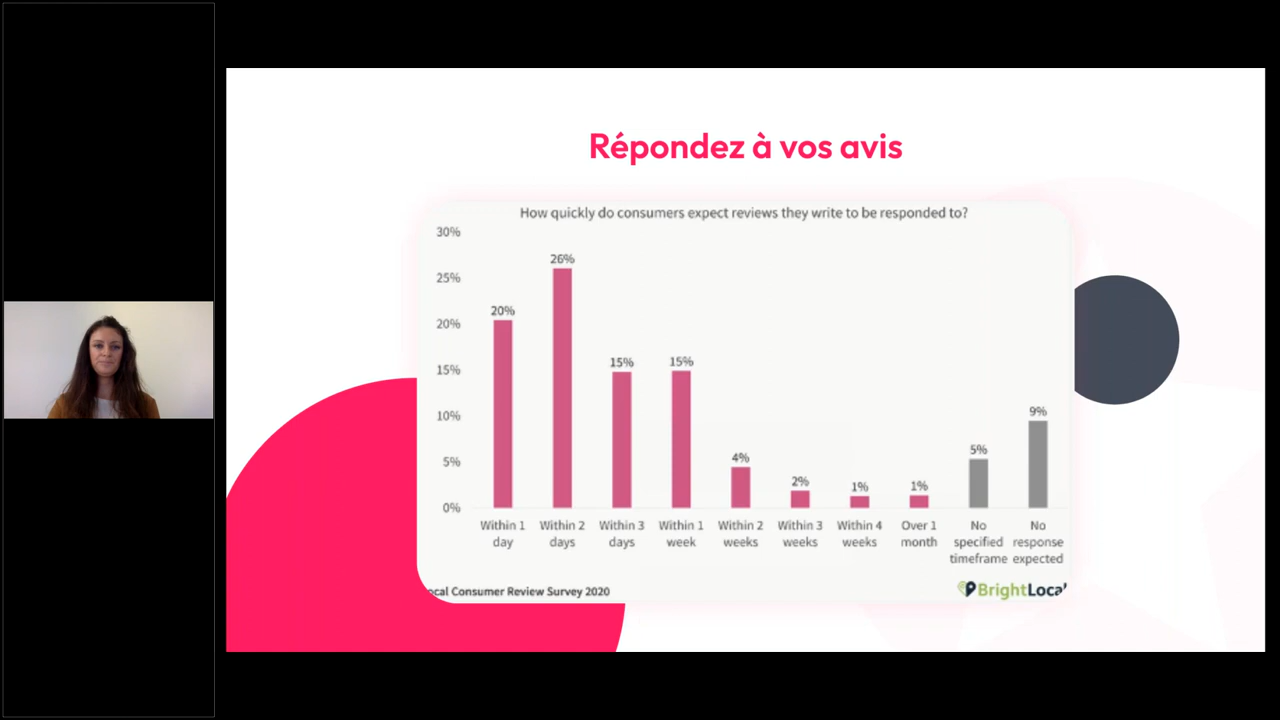 Répondez à vos avis
How quickly do consumers expect reviews they write to be responded to?
30%
25%
20%
15%
10%
5%
0%
20%
26%
15%
15%
4%
2%
1%
1%
5%
9%
Within 1
day
Within 2
days
Within 3
days
Within 1
week
Within 2
weeks
Within 3
weeks
Within 4
weeks
Over 1
month
No
specified
timeframe
No
response
expected
ocal Consumer Review Survey 2020
BrightLocal